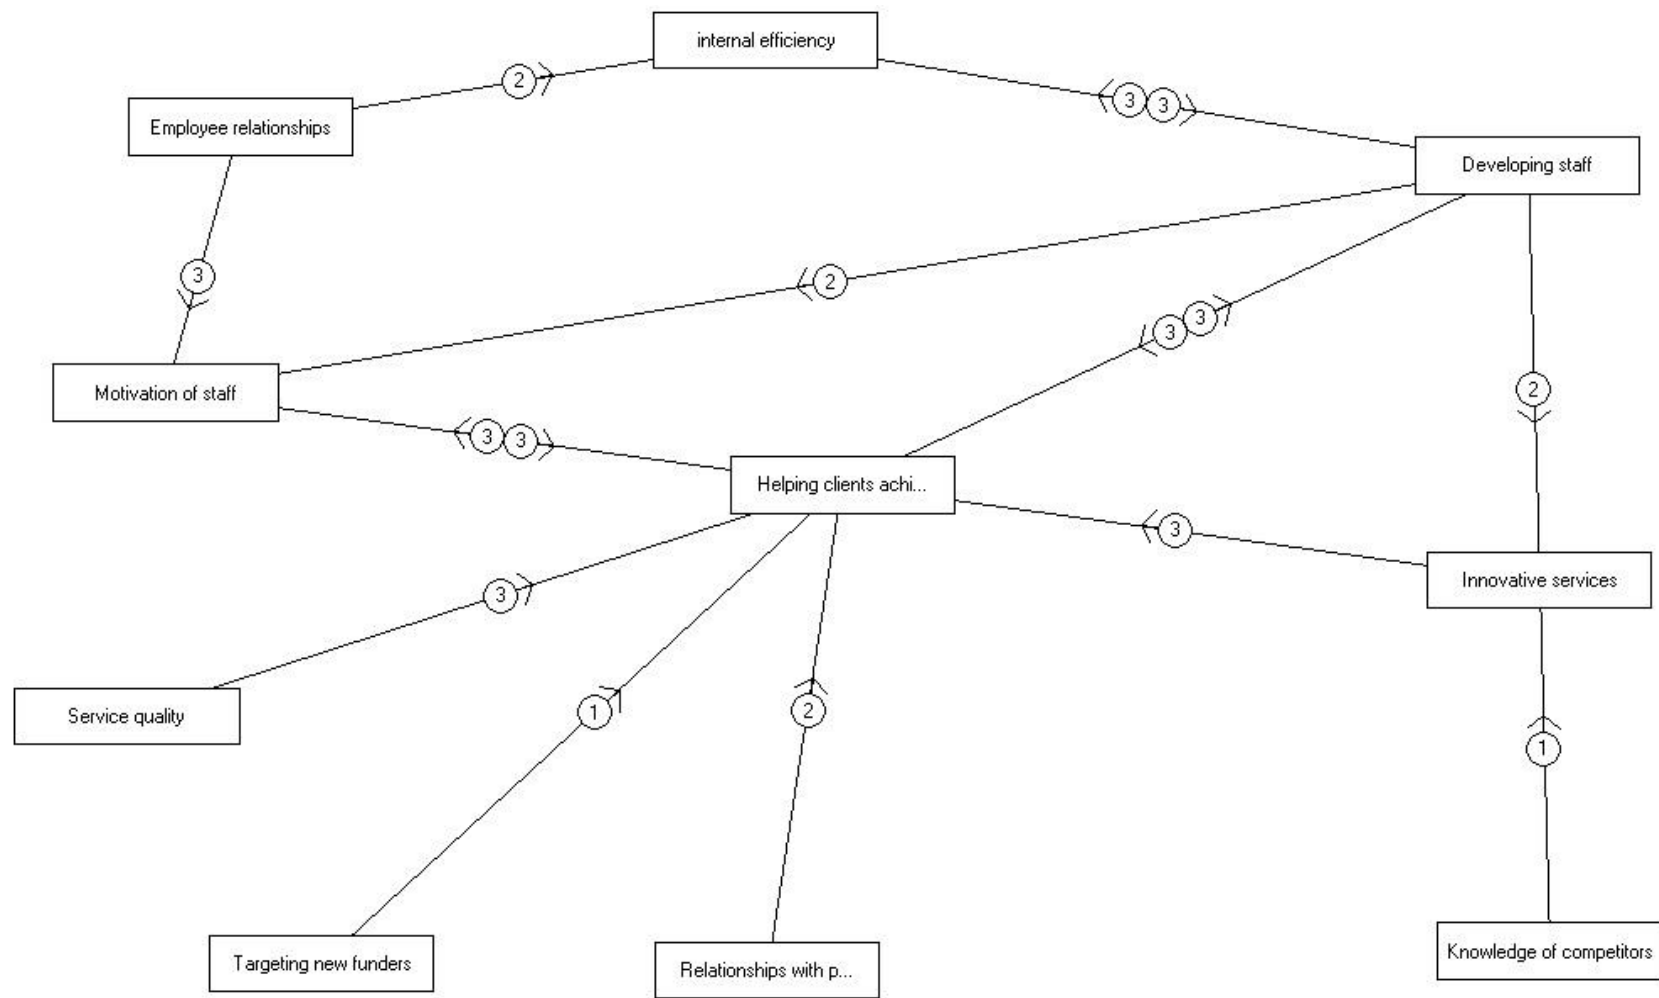 internal efficiency
2
3 3
Employee relationships
Developing staff
3
2
3 3
Motivation of staff
2
3 3
Helping clients achi...
3
Innovative services
3
Service quality
1
2
1
Targeting new funders
Relationships with p...
Knowledge of competitors